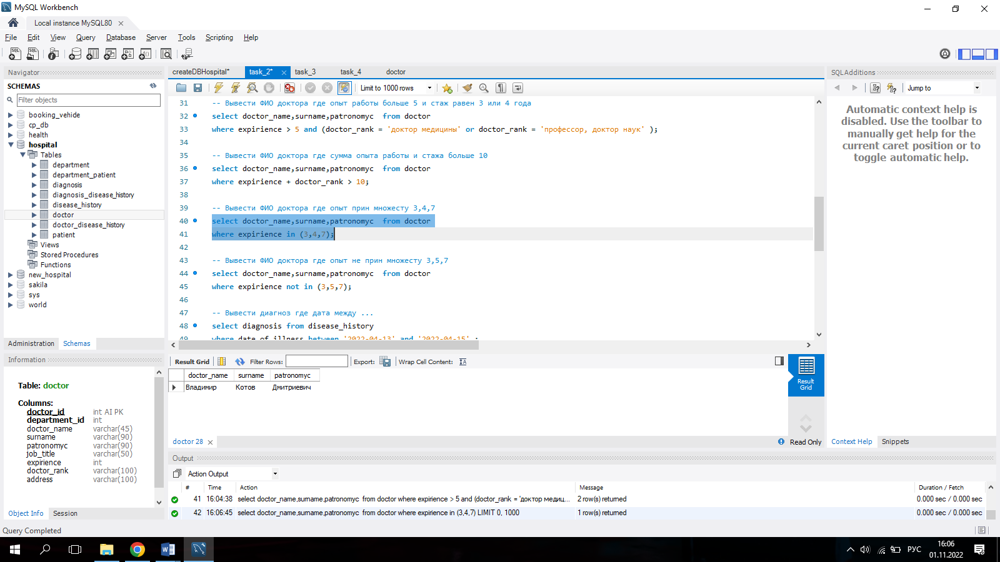 MySQL Workbench
Local instance MySQL80
File Edit View Query Database Server Tools Scripting Help
Navigator
SCHEMAS
Filter objects
booking_vehide
cp_db
health
hospital
Tables
department
department_patient
diagnosis
diagnosis_disease_history
disease_history
doctor
doctor_disease_history
patient
Views
Stored Procedures
Functions
new_hospital
sakila
sys
world
Administration Schemas
Information
Table: doctor
Columns:
doctor_id int AI PK
department_id int
doctor_name varchar(45)
surname varchar(90)
patronomyc varchar(90)
job_title varchar(50)
expirience int
doctor_rank varchar(100)
address varchar(100)
Object Info Session
createDBHospital* task_2* task_3 task_4 doctor
Limit to 1000 rows
31 -- Вывести ФИО доктора где опыт работы больше 5 и стаж равен 3 или 4 года
32 select doctor_name,surname,patronomyc from doctor
33 where expirience > 5 and (doctor_rank = 'доктор медицины' or doctor_rank = 'профессор, доктор наук' );
34
35 -- Вывести ФИО доктора где сумма опыта работы и стажа больше 10
36 select doctor_name,surname,patronomyc from doctor
37 where expirience + doctor_rank > 10;
38
39 -- Вывести ФИО доктора где опыт прин множесту 3,4,7
40 select doctor_name,surname,patronomyc from doctor
41 where expirience in (3,4,7);
42
43 -- Вывести ФИО доктора где опыт не прин множесту 3,5,7
44 select doctor_name,surname,patronomyc from doctor
45 where expirience not in (3,5,7);
46
47 -- Вывести диагноз где дата между ...
48 select diagnosis from disease_history
49 where date_of_illness between '2022-04-13' and '2022-04-15' ;
Result Grid Filter Rows: Export: Wrap Cell Content:
doctor_name surname patronomyc
Владимир Котов Дмитриевич
Result Grid
doctor 28
Read Only
SQLAdditions
Jump to
Automatic context help is
disabled. Use the toolbar to
manually get help for the
current caret position or to
toggle automatic help.
Context Help Snippets
Output
Action Output
# Time Action Message Duration / Fetch
41 16:04:38 select doctor_name,surname,patronomyc from doctor where expirience > 5 and (doctor_rank = 'доктор медиц... 2 row(s) returned 0.000 sec / 0.000 sec
42 16:06:45 select doctor_name,surname,patronomyc from doctor where expirience in (3,4,7) LIMIT 0, 1000 1 row(s) returned 0.000 sec / 0.000 sec
Query Completed
РУС
16:06
01.11.2022